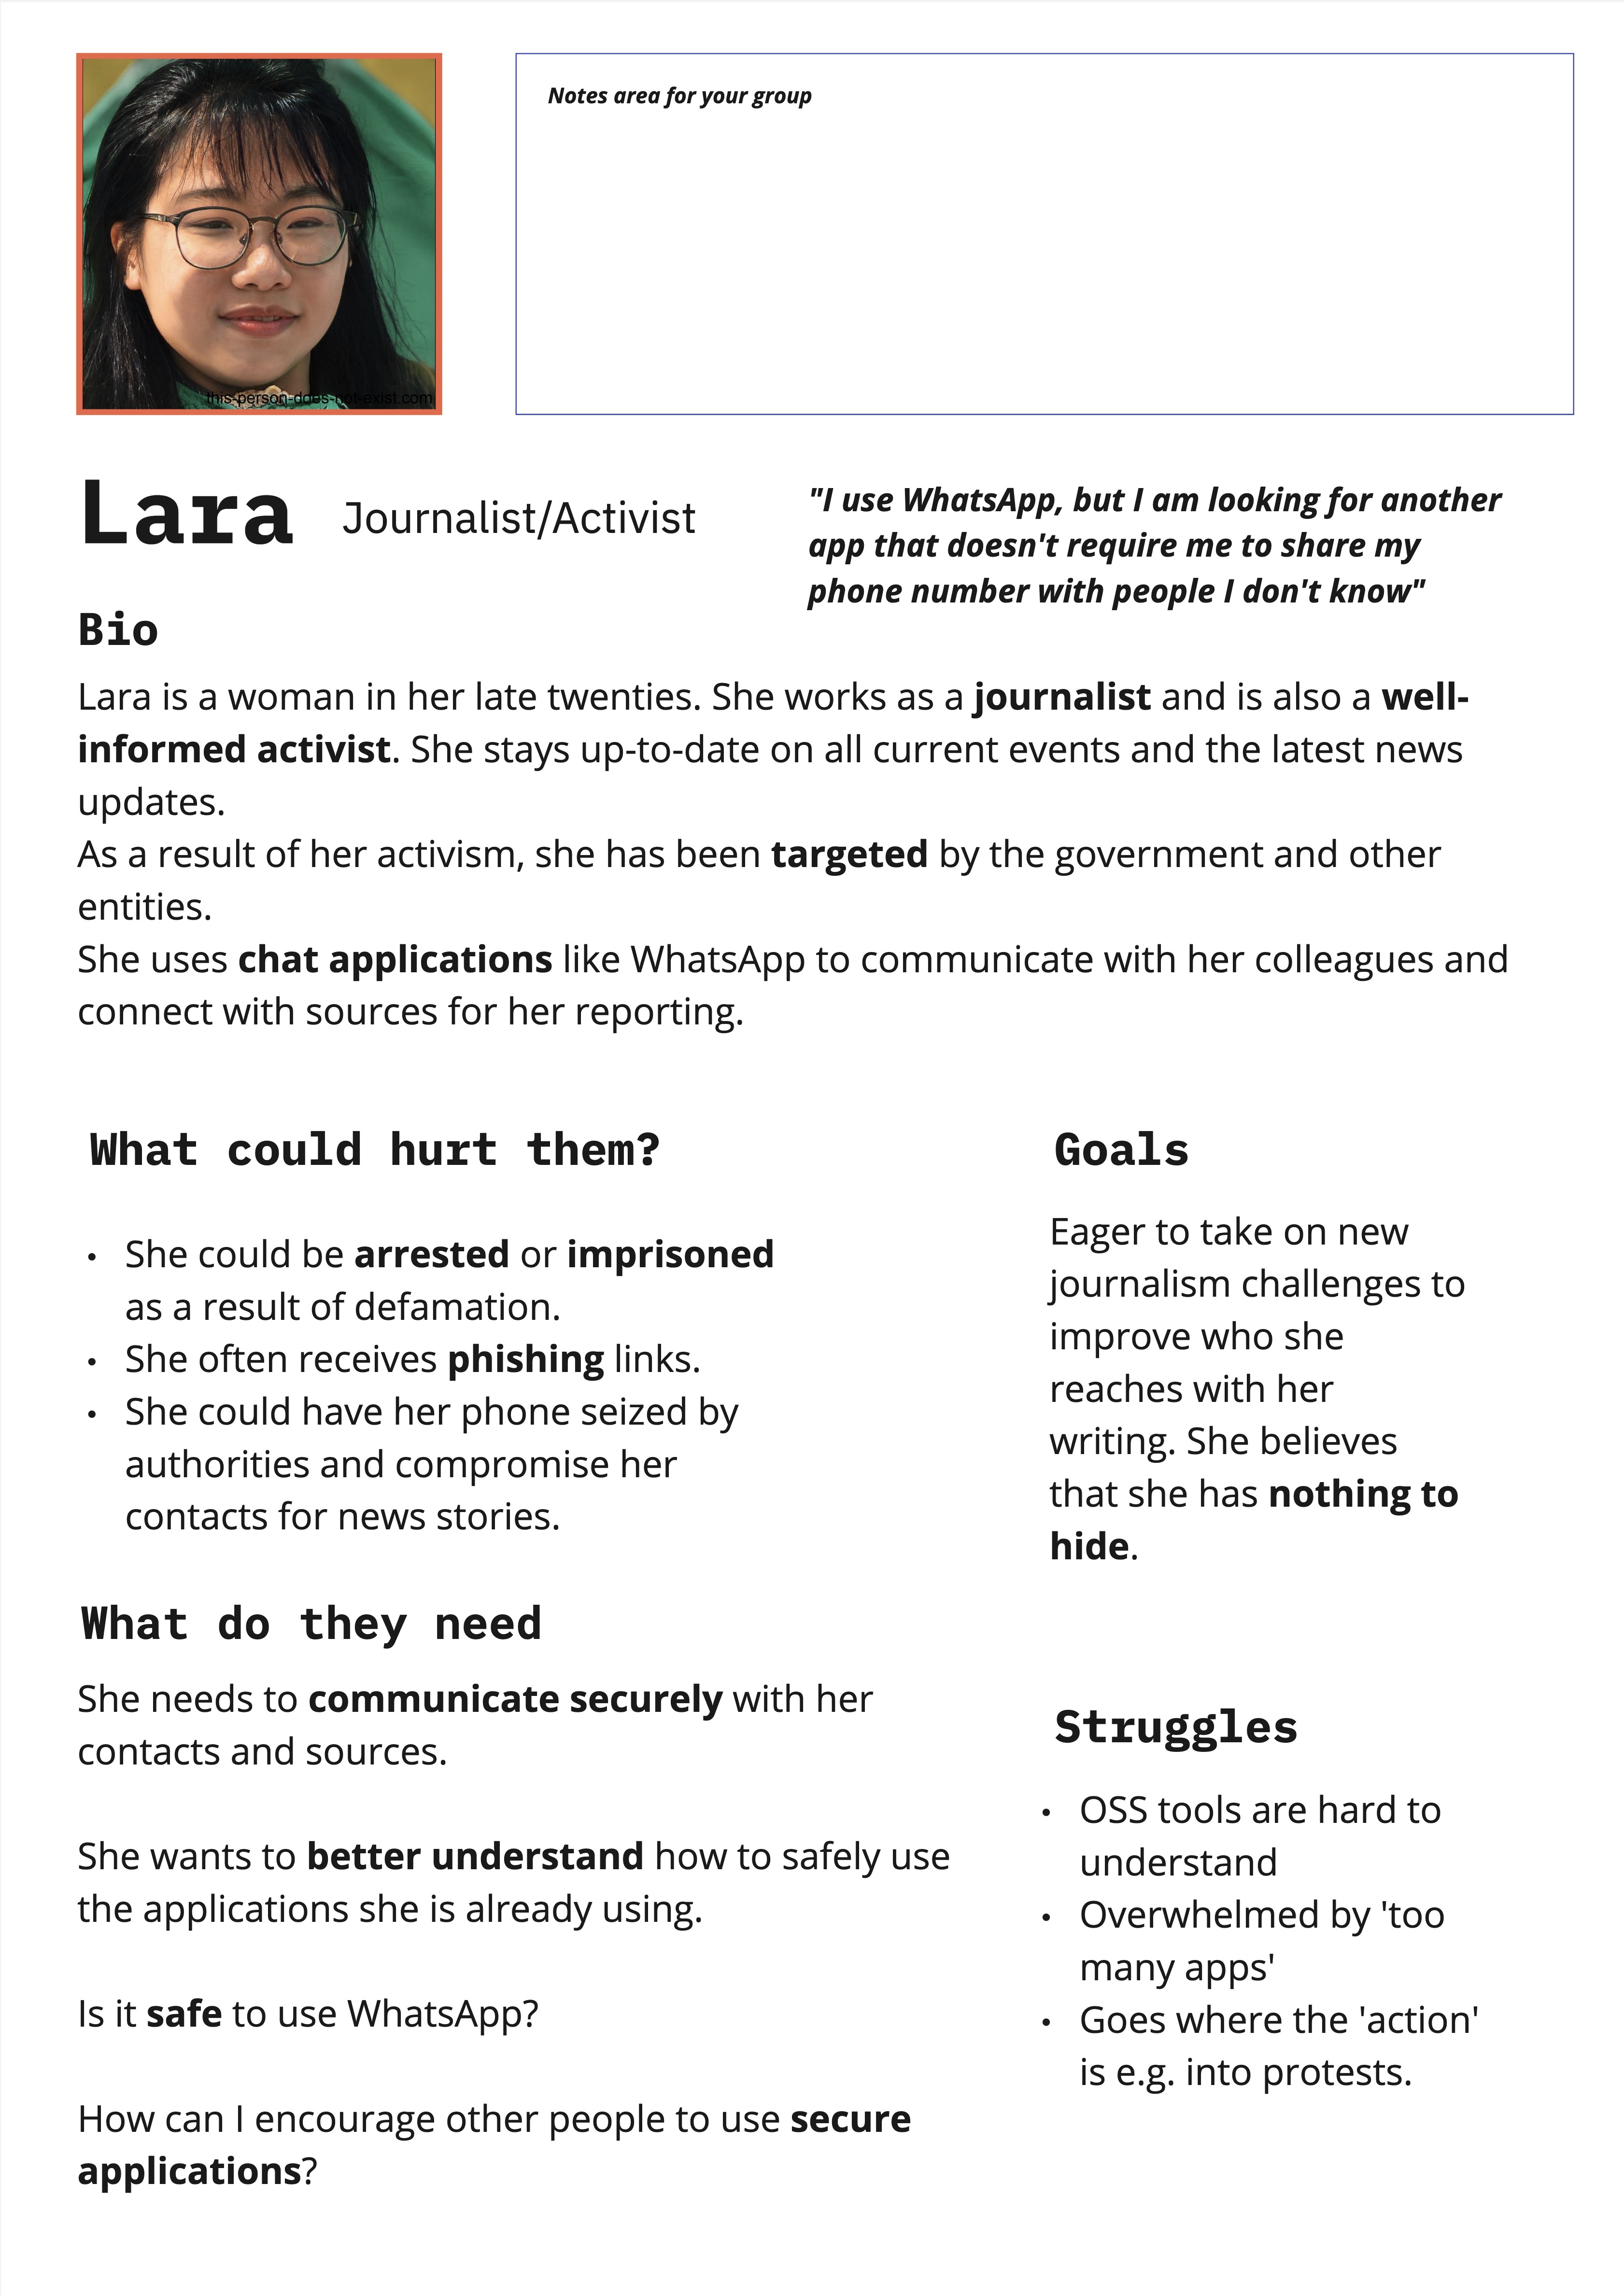 Notes area for your group
this-person-does-not-exist.com
Lara
Journalist/Activist
"I use WhatsApp, but I am looking for another
app that doesn't require me to share my
phone number with people I don't know"
Bio
Lara is a woman in her late twenties. She works as a journalist and is also a well-
informed activist. She stays up-to-date on all current events and the latest news
updates.
As a result of her activism, she has been targeted by the government and other
entities.
She uses chat applications like WhatsApp to communicate with her colleagues and
connect with sources for her reporting.
What could hurt them?
• She could be arrested or imprisoned
as a result of defamation.
• She often receives phishing links.
• She could have her phone seized by
authorities and compromise her
contacts for news stories.
Goals
Eager to take on new
journalism challenges to
improve who she
reaches with her
writing. She believes
that she has nothing to
hide.
What do they need
She needs to communicate securely with her
contacts and sources.
She wants to better understand how to safely use
the applications she is already using.
Is it safe to use WhatsApp?
How can I encourage other people to use secure
applications?
Struggles
• OSS tools are hard to
understand
• Overwhelmed by 'too
many apps'
• Goes where the 'action'
is e.g. into protests.